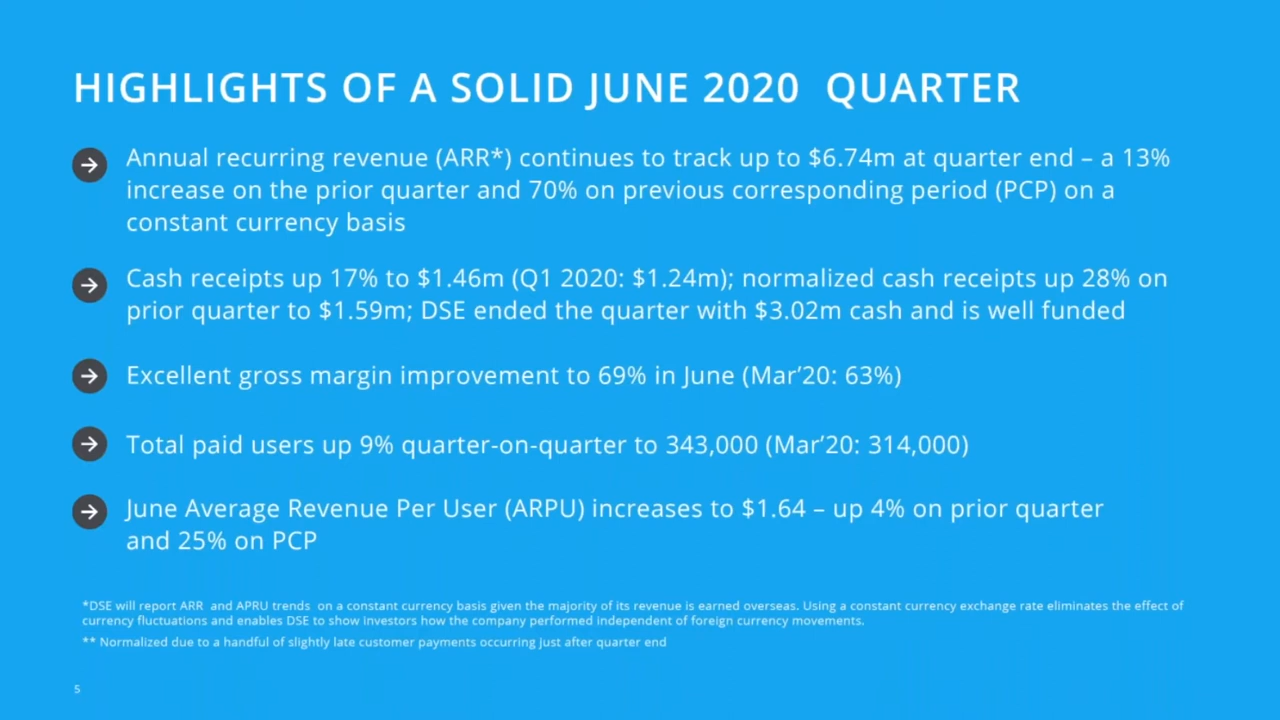 HIGHLIGHTS OF A SOLID JUNE 2020 QUARTER
Annual recurring revenue (ARR*) continues to track up to $6.74m at quarter end – a 13%
increase on the prior quarter and 70% on previous corresponding period (PCP) on a
constant currency basis
Cash receipts up 17% to $1.46m (Q1 2020: $1.24m); normalized cash receipts up 28% on
prior quarter to $1.59m; DSE ended the quarter with $3.02m cash and is well funded
Excellent gross margin improvement to 69% in June (Mar’20: 63%)
Total paid users up 9% quarter-on-quarter to 343,000 (Mar’20: 314,000)
June Average Revenue Per User (ARPU) increases to $1.64 – up 4% on prior quarter
and 25% on PCP
*DSE will report ARR and APRU trends on a constant currency basis given the majority of its revenue is earned overseas. Using a constant currency exchange rate eliminates the effect of
currency fluctuations and enables DSE to show investors how the company performed independent of foreign currency movements.
** Normalized due to a handful of slightly late customer payments occurring just after quarter end
5